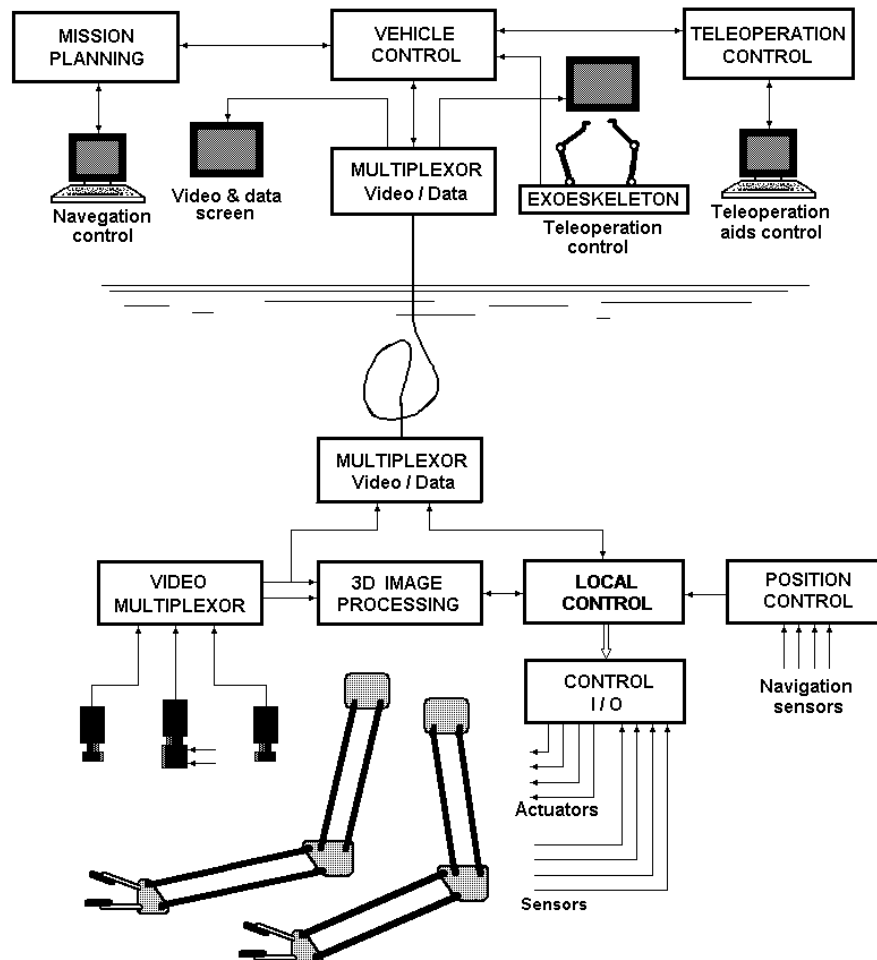 MISSION
PLANNING
VEHICLE
CONTROL
TELEOPERATION
CONTROL
Navegation
control
Video & data
screen
MULTIPLEXOR
Video / Data
EXOESKELETON
Teleoperation
control
Teleoperation
aids control
MULTIPLEXOR
Video / Data
VIDEO
MULTIPLEXOR
3D IMAGE
PROCESSING
LOCAL
CONTROL
POSITION
CONTROL
CONTROL
I / O
Navigation
sensors
Actuators
Sensors